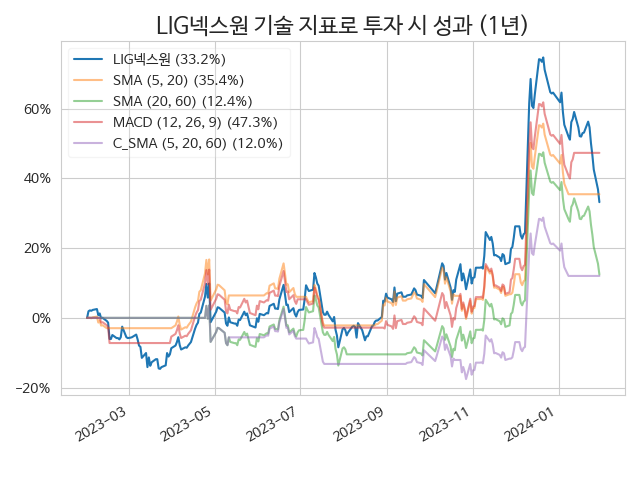 LIG넥스원 기술 지표로 투자 시 성과 (1년)
LIG넥스원 (33.2%)
SMA (5, 20) (35.4%)
SMA (20, 60) (12.4%)
MACD (12, 26, 9) (47.3%)
C_SMA (5, 20, 60) (12.0%)
60%
40%
20%
0%
−20%
2023−03
2023−05
2023−07
2023−09
2023−11
2024−01